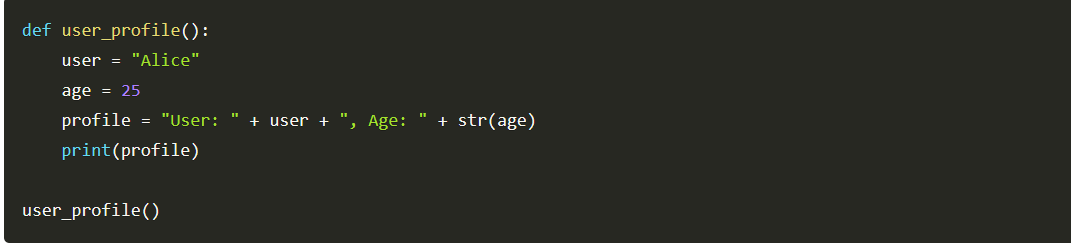 def user_profile():
    user = "Alice"
    age = 25
    profile = "User: " + user + ", Age: " + str(age)
    print(profile)

user_profile()